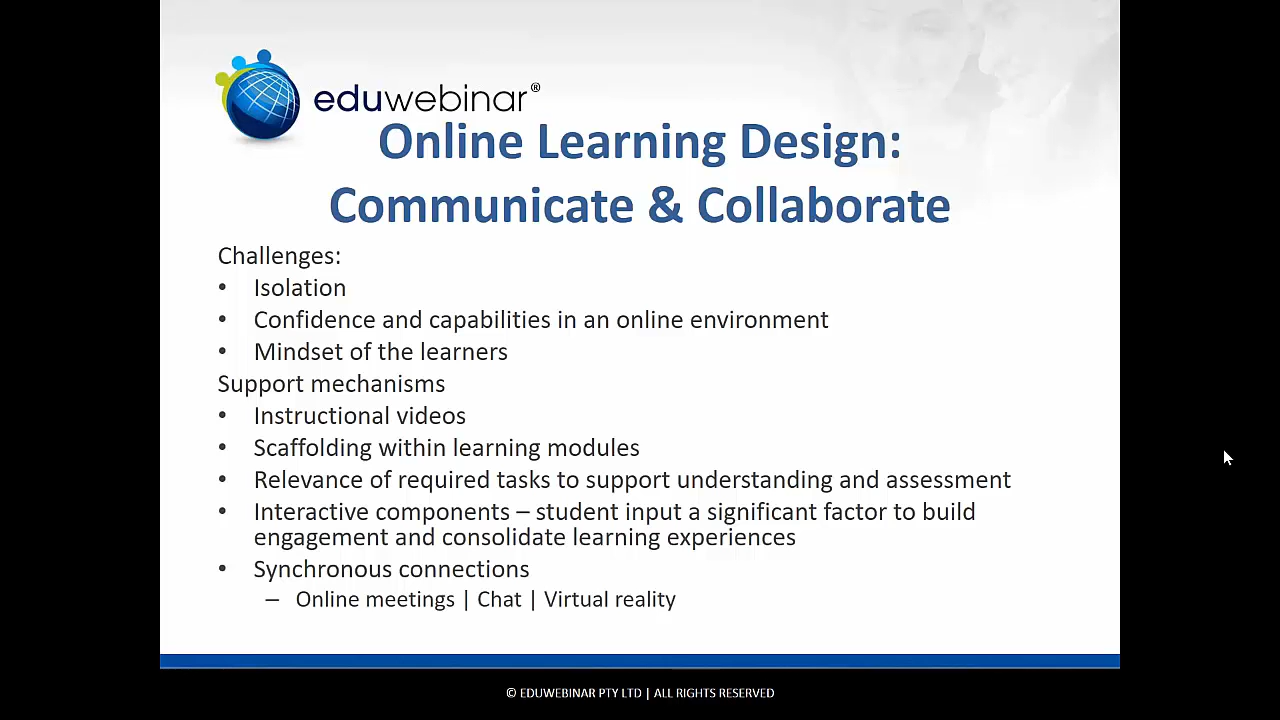 eduwebinar®
Online Learning Design:
Communicate & Collaborate
Challenges:
• Isolation
• Confidence and capabilities in an online environment
• Mindset of the learners
Support mechanisms
• Instructional videos
• Scaffolding within learning modules
• Relevance of required tasks to support understanding and assessment
• Interactive components – student input a significant factor to build
engagement and consolidate learning experiences
• Synchronous connections
– Online meetings | Chat | Virtual reality
© EDUWEBINAR PTY LTD | ALL RIGHTS RESERVED